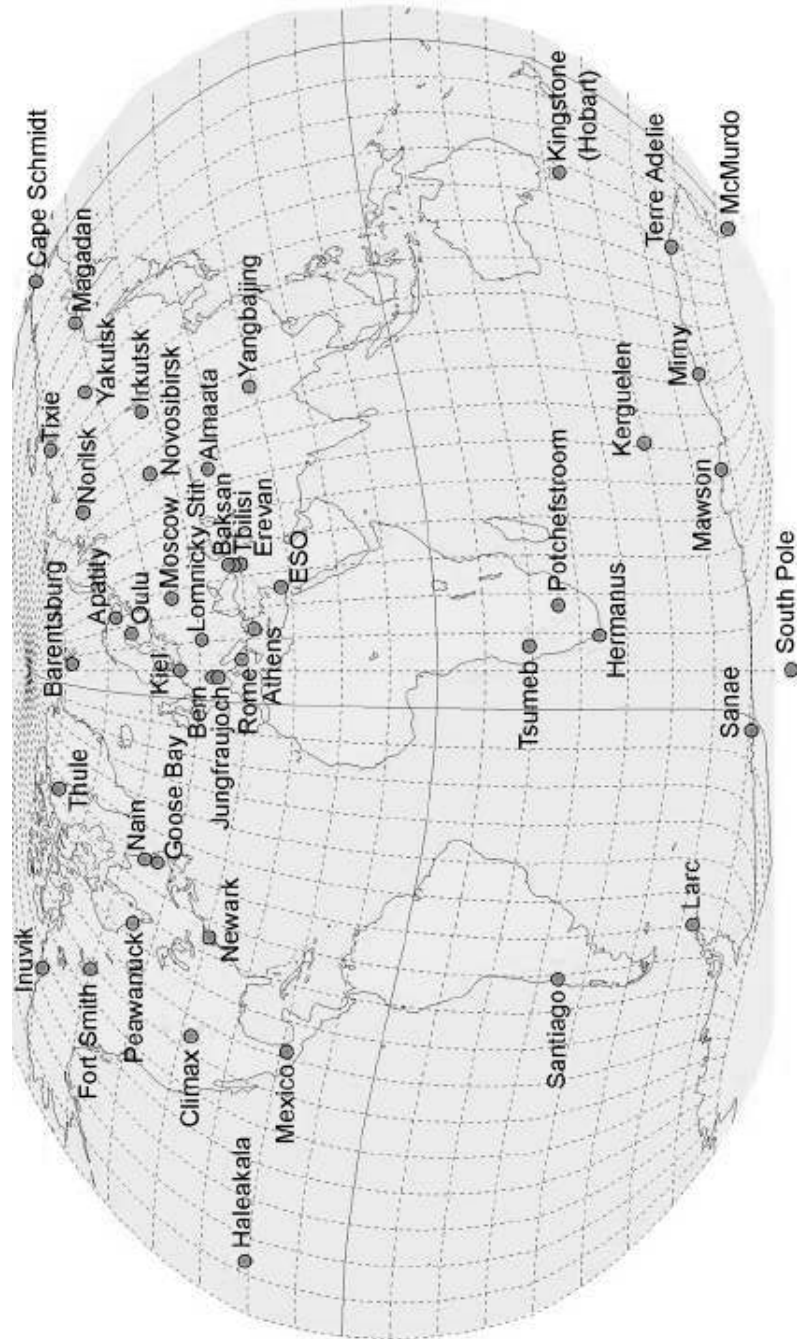 Inuvik
Fort Smith
Peawanuck
Climax
Mexico
Haleakala
Thule
Nain
Goose Bay
Newark
Barentsburg
Apatity
Oulu
Kiel
Moscow
Lomnicky Stit
Bern
Jungfraujoch
Rome
Athens
Baksan
Tbilisi
Erevan
ESO
Norilsk
Tixie
Cape Schmidt
Magadan
Yakutsk
Irkutsk
Novosibirsk
Almaata
Yangbajing
Santiago
Larc
Tsumeb
Potchefstroom
Hermanus
Sanae
South Pole
Kerguelen
Mawson
Mirny
Kingstone
(Hobart)
Terre Adelie
McMurdo